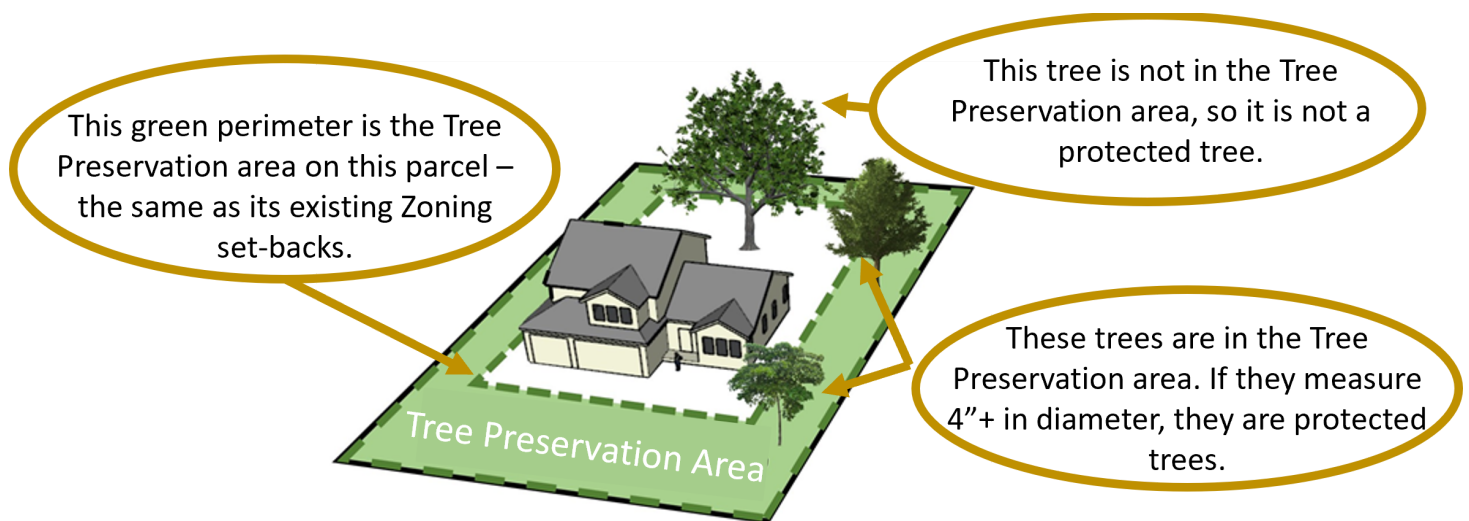 This green perimeter is the Tree
Preservation area on this parcel –
the same as its existing Zoning
set-backs.
This tree is not in the Tree
Preservation area, so it is not a
protected tree.
These trees are in the Tree
Preservation area. If they measure
4”+ in diameter, they are protected
trees.
Tree Preservation Area